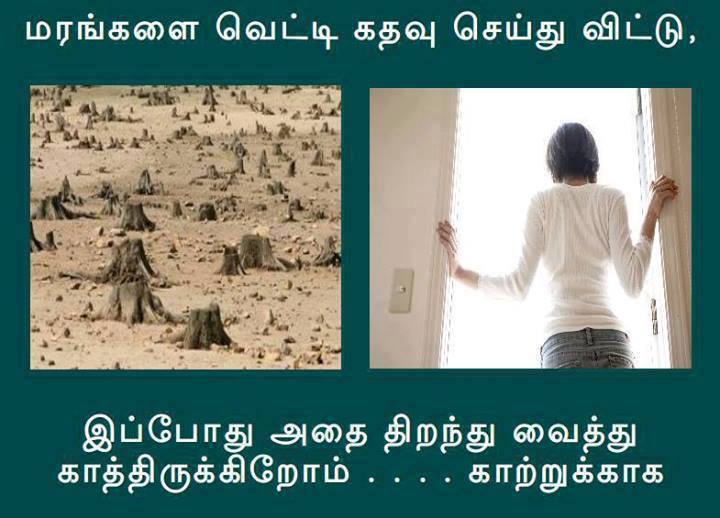 மரங்களை வெட்டி கதவு செய்து விட்டு,
இப்போது அதை திறந்து வைத்து
காத்திருக்கிறோம் . . . . காற்றுக்காக